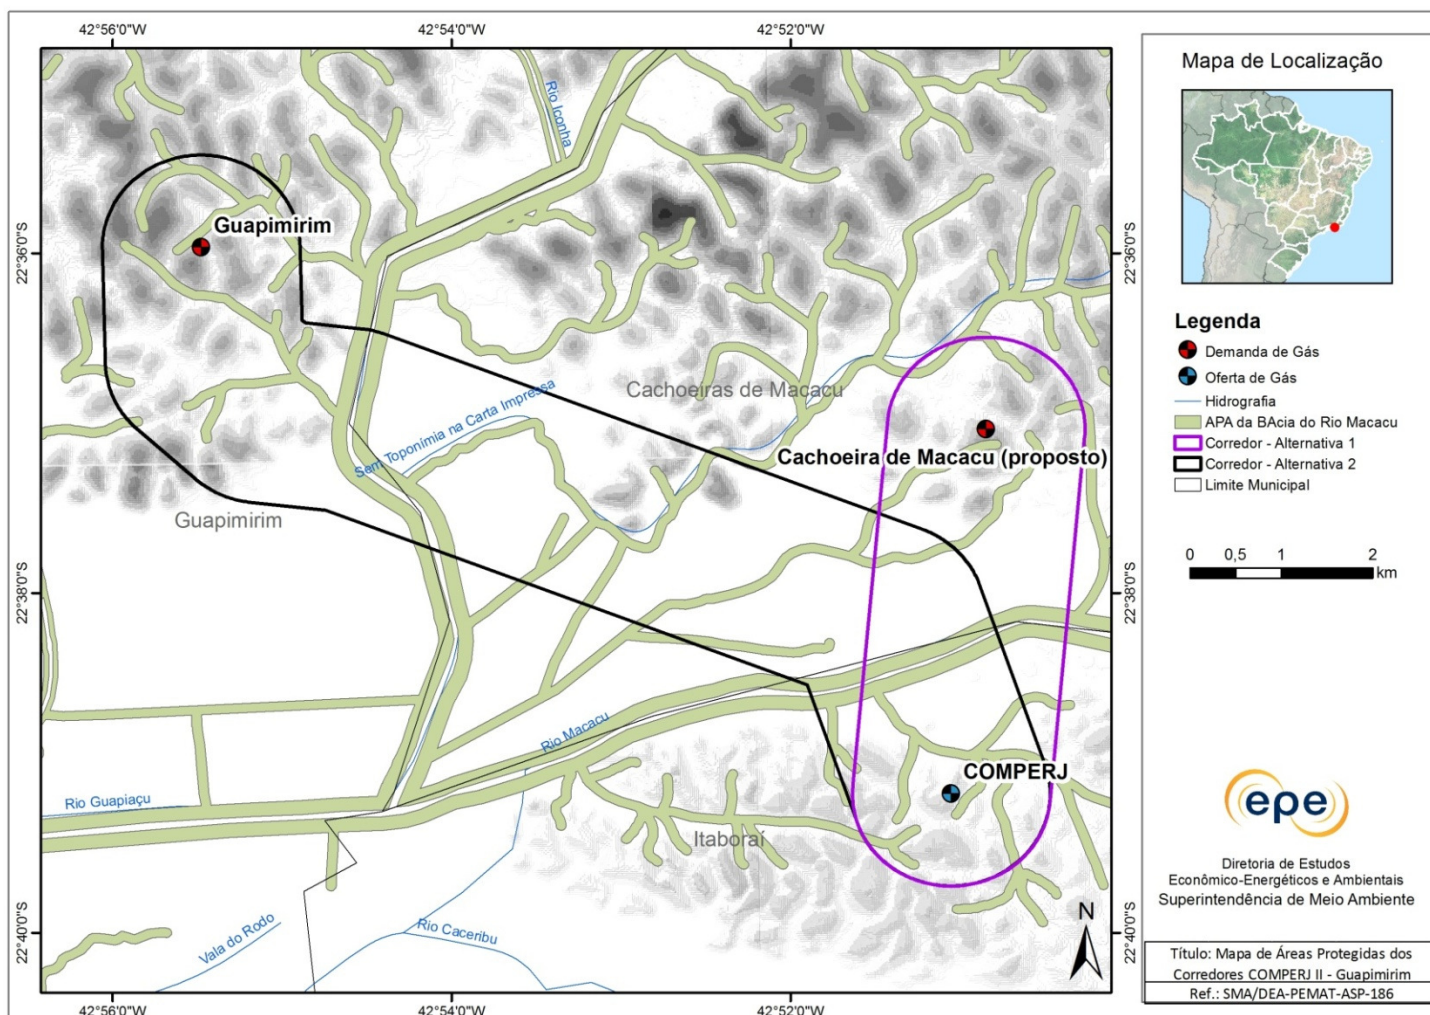 42°56'0"W
42°54'0"W
42°52'0"W
Rio Iconha
Guapimirim
22°36'0"S
22°36'0"S
Cachoeiras de Macacu
Sem Toponímia na Carta Impressa
Cachoeira de Macacu (proposto)
Guapimirim
22°38'0"S
22°38'0"S
Rio Macacu
COMPERJ
Rio Guapiaçu
Itaboraí
Vala do Rodo
Rio Caceribu
N
22°40'0"S
22°40'0"S
42°56'0"W
42°54'0"W
42°52'0"W
Mapa de Localização
Legenda
Demanda de Gás
Oferta de Gás
Hidrografia
APA da BAcia do Rio Macacu
Corredor - Alternativa 1
Corredor - Alternativa 2
Limite Municipal
0 0,5 1 2
km
epe
Diretoria de Estudos
Econômico-Energéticos e Ambientais
Superintendência de Meio Ambiente
Título: Mapa de Áreas Protegidas dos
Corredores COMPERJ II - Guapimirim
Ref.: SMA/DEA-PEMAT-ASP-186